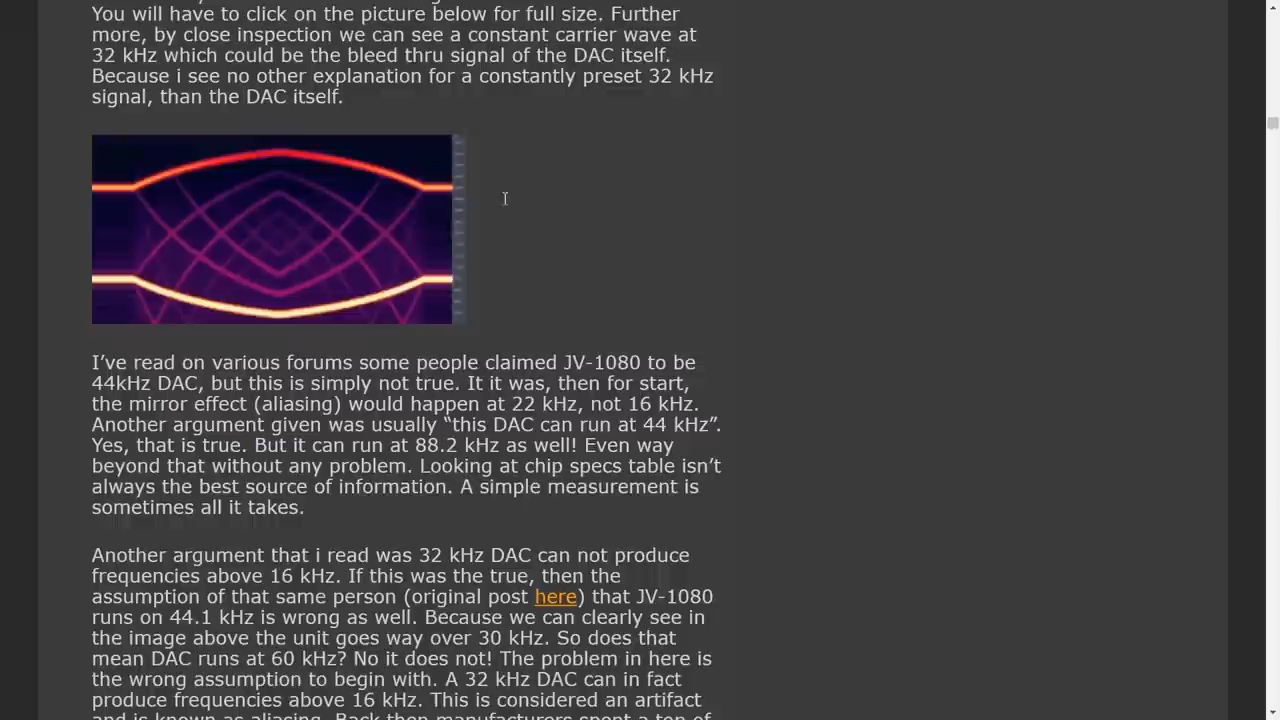 You will have to click on the picture below for full size. Further
more, by close inspection we can see a constant carrier wave at
32 kHz which could be the bleed thru signal of the DAC itself.
Because i see no other explanation for a constantly preset 32 kHz
signal, than the DAC itself.
I’ve read on various forums some people claimed JV-1080 to be
44kHz DAC, but this is simply not true. It it was, then for start,
the mirror effect (aliasing) would happen at 22 kHz, not 16 kHz.
Another argument given was usually “this DAC can run at 44 kHz”.
Yes, that is true. But it can run at 88.2 kHz as well! Even way
beyond that without any problem. Looking at chip specs table isn’t
always the best source of information. A simple measurement is
sometimes all it takes.
Another argument that i read was 32 kHz DAC can not produce
frequencies above 16 kHz. If this was the true, then the
assumption of that same person (original post here) that JV-1080
runs on 44.1 kHz is wrong as well. Because we can clearly see in
the image above the unit goes way over 30 kHz. So does that
mean DAC runs at 60 kHz? No it does not! The problem in here is
the wrong assumption to begin with. A 32 kHz DAC can in fact
produce frequencies above 16 kHz. This is considered an artifact
and is known as aliasing. Back then manufacturers spent a ton of